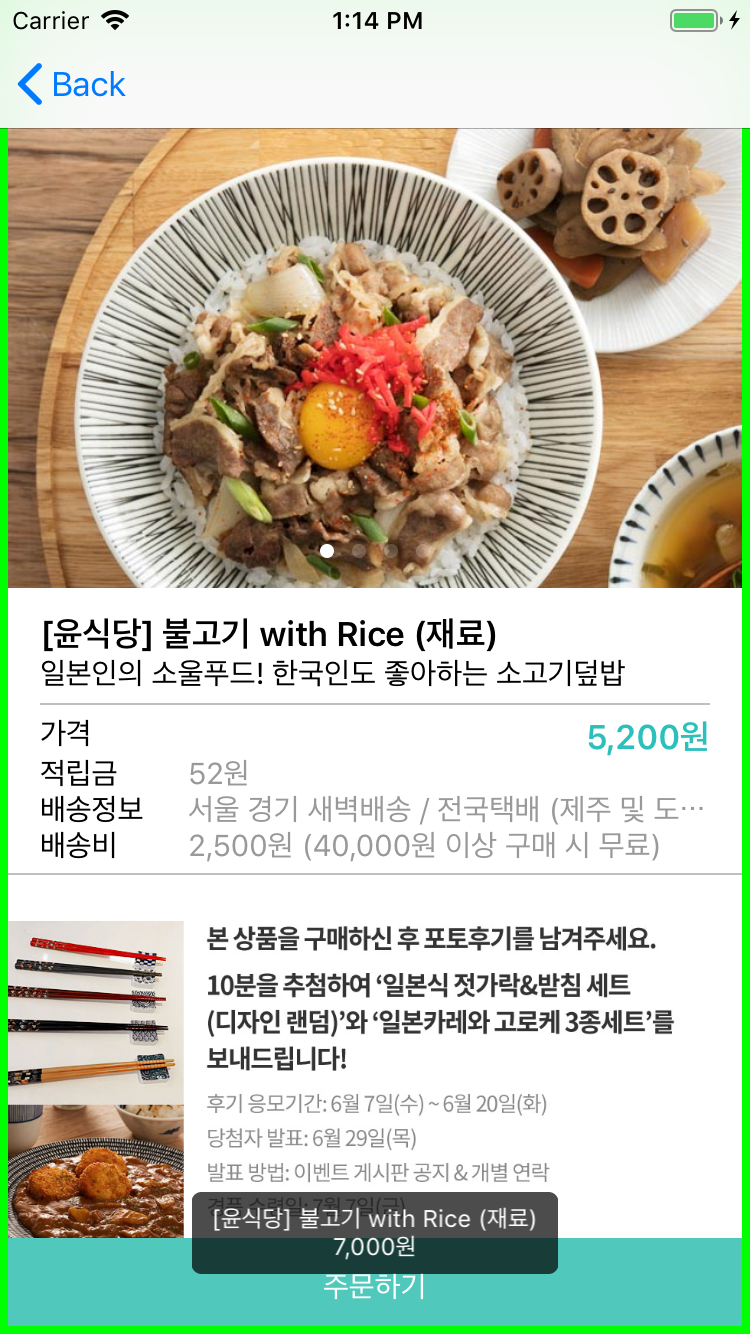 Carrier
1:14 PM
Back
[윤식당] 불고기 with Rice (재료)
일본인의 소울푸드! 한국인도 좋아하는 소고기덮밥
가격 5,200원
적립금 52원
배송정보 서울 경기 새벽배송 / 전국택배 (제주 및 도…
배송비 2,500원 (40,000원 이상 구매 시 무료)
본 상품을 구매하신 후 포토후기를 남겨주세요.
10분을 추첨하여 ‘일본식 젓가락&받침 세트
(디자인 랜덤)’와 ‘일본카레와 고로케 3종세트’를
보내드립니다!
후기 응모기간: 6월 7일(수) ~ 6월 20일(화)
당첨자 발표: 6월 29일(목)
발표 방법: 이벤트 게시판 공지 & 개별 연락
경품 수령일: 7월 7일(금)
[윤식당] 불고기 with Rice (재료)
7,000원
주문하기